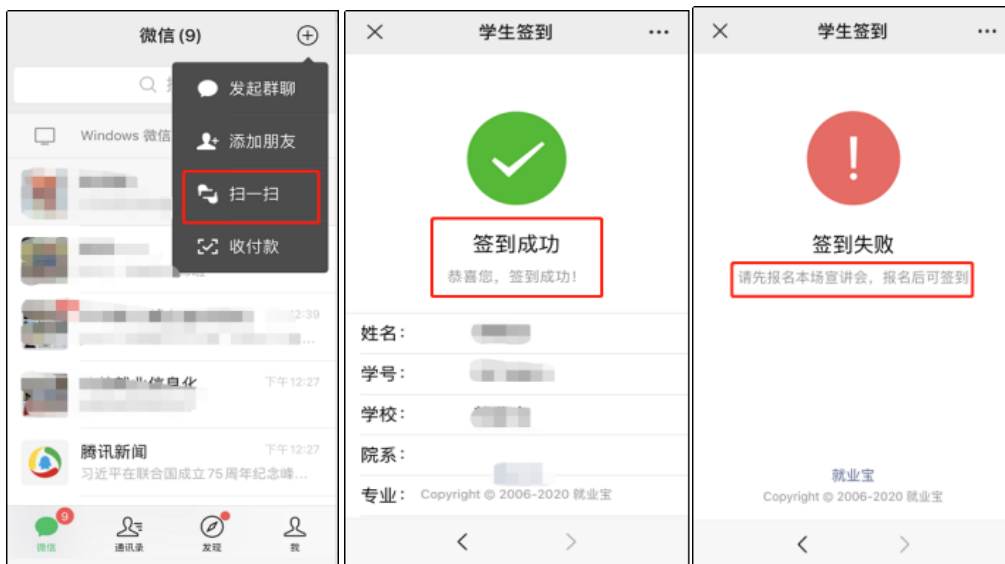 微信(9)
发起群聊
Windows 微信
添加朋友
扫一扫
收付款
12:39
下午12:27
腾讯新闻
下午12:27
习近平在联合国成立75周年纪念峰...
9
微信
通讯录
发现
我
学生签到
签到成功
恭喜您，签到成功！
姓名：
学号：
学校：
院系：
专业：
Copyright © 2006-2020 就业宝
学生签到
签到失败
请先报名本场宣讲会，报名后可签到
就业宝
Copyright © 2006-2020 就业宝